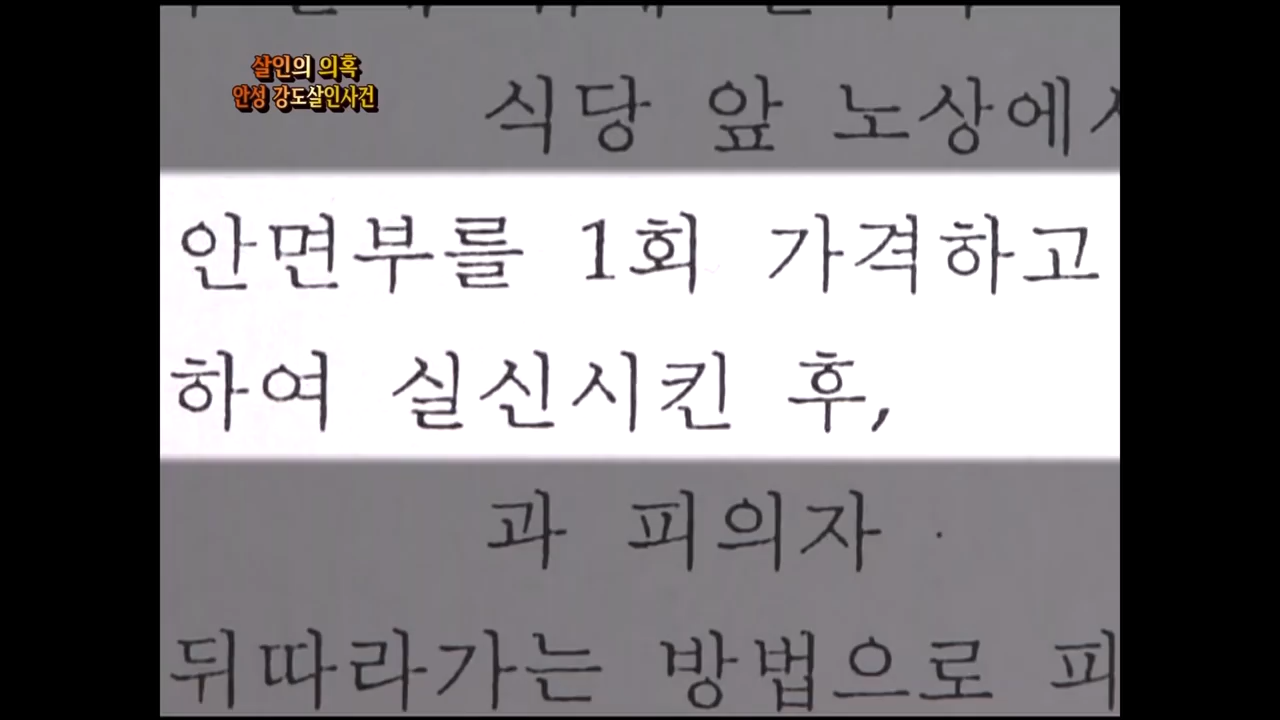 살인의 의혹
안성 강도살인사건
식당 앞 노상에서
안면부를 1회 가격하고
하여 실신시킨 후,
과 피의자
뒤따라가는 방법으로 피